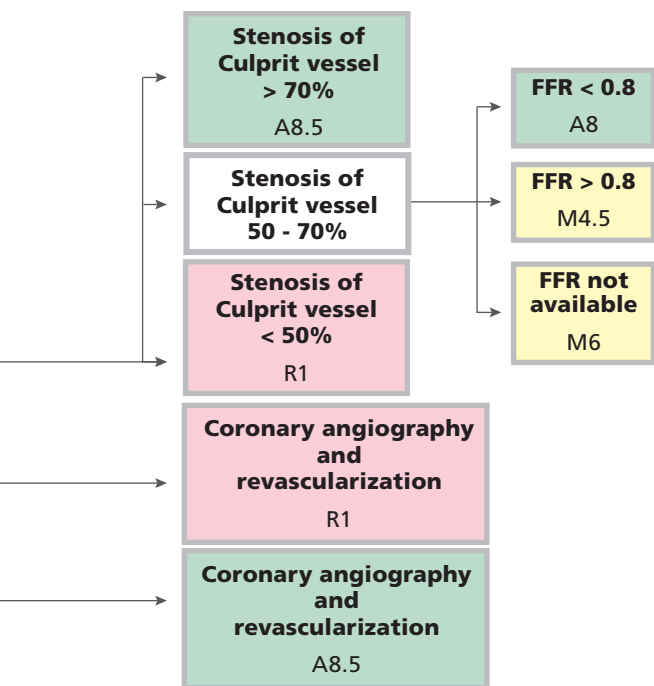 Stenosis of
Culprit vessel
> 70%
A8.5
Stenosis of
Culprit vessel
50 - 70%
Stenosis of
Culprit vessel
< 50%
R1
FFR < 0.8
A8
FFR > 0.8
M4.5
FFR not
available
M6
Coronary angiography
and
revascularization
R1
Coronary angiography
and
revascularization
A8.5